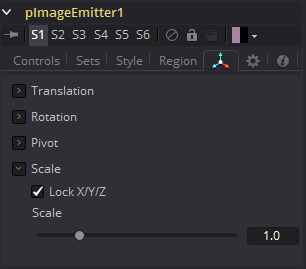 pImageEmitter1
S1 S2 S3 S4 S5 S6
Controls Sets Style Region
Translation
Rotation
Pivot
Scale
Lock X/Y/Z
Scale
1.0